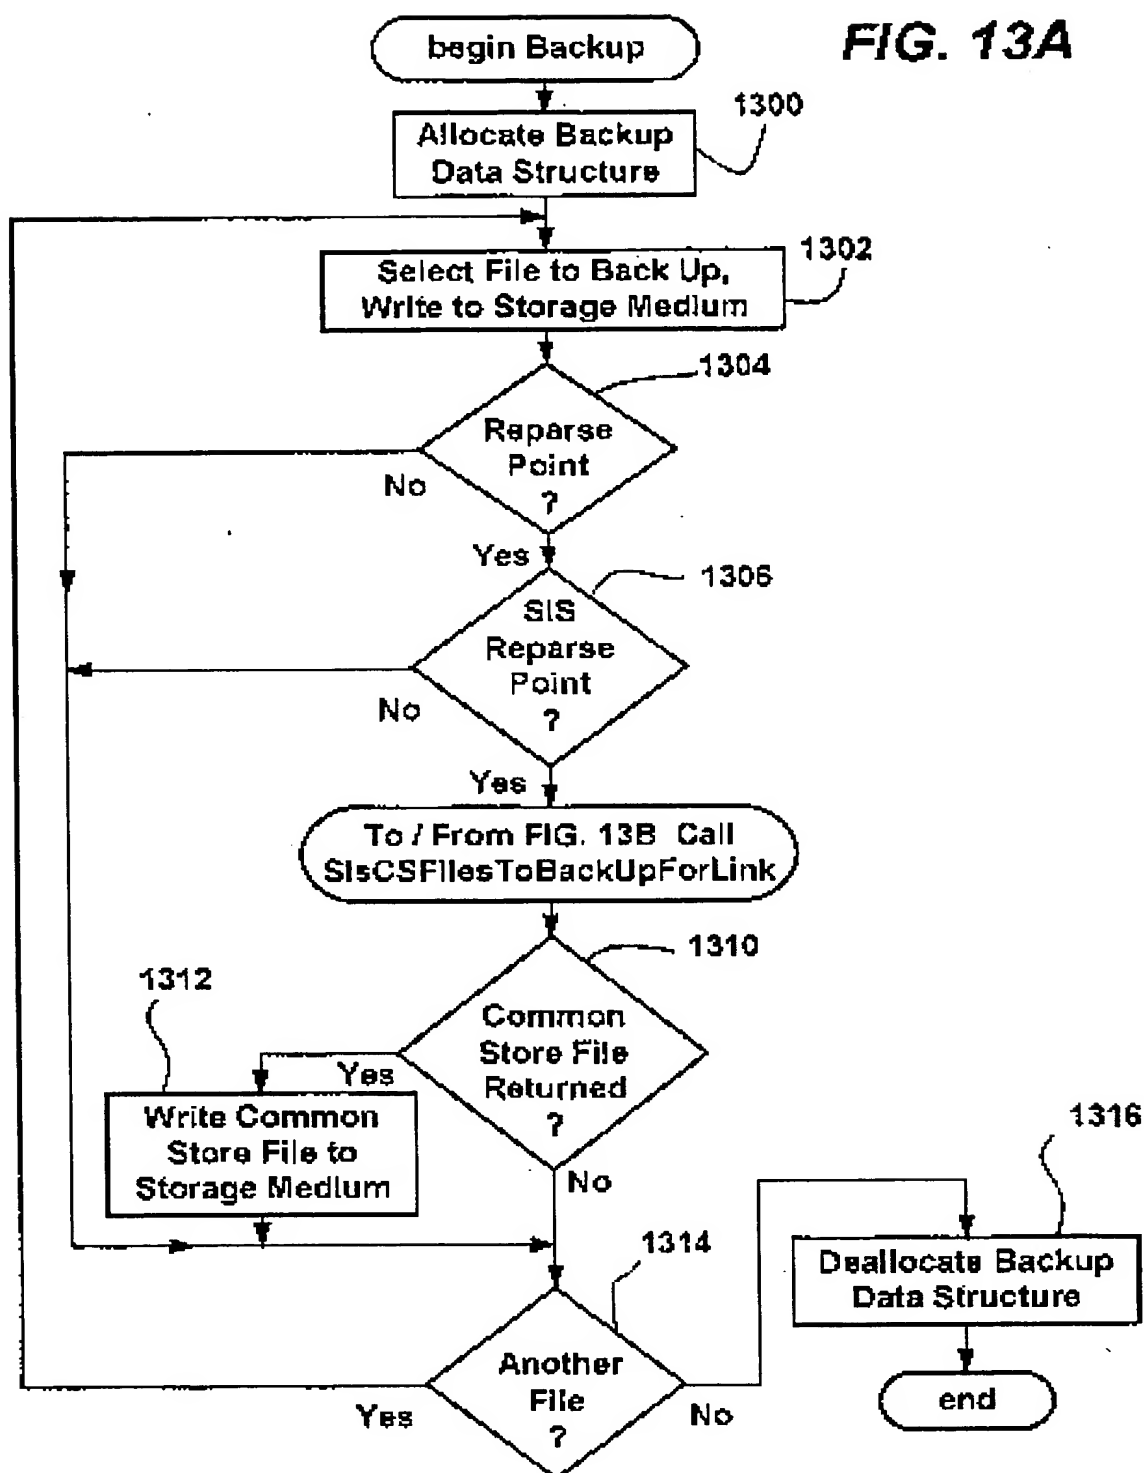 begin Backup
FIG. 13A
1300
Allocate Backup
Data Structure
1302
Select File to Back Up,
Write to Storage Medium
1304
Reparse
Point
?
No
Yes
1306
SIS
Reparse
Point
?
No
Yes
To / From FIG. 13B Call
SisCSFilesToBackUpForLink
1310
1312
Common
Store File
Returned
?
Yes
Write Common
Store File to
Storage Medium
No
1316
1314
Deallocate Backup
Data Structure
Another
File
?
Yes
No
end